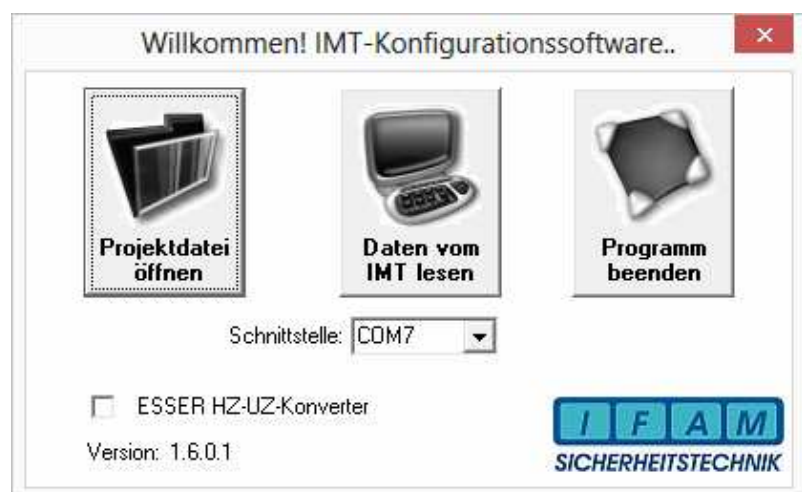 Willkommen! IMT-Konfigurationssoftware..
Projektdatei
öffnen
Daten vom
IMT lesen
Programm
beenden
Schnittstelle: COM7
ESSER HZ-UZ-Konverter
Version: 1.6.0.1
IFAM
SICHERHEITSTECHNIK